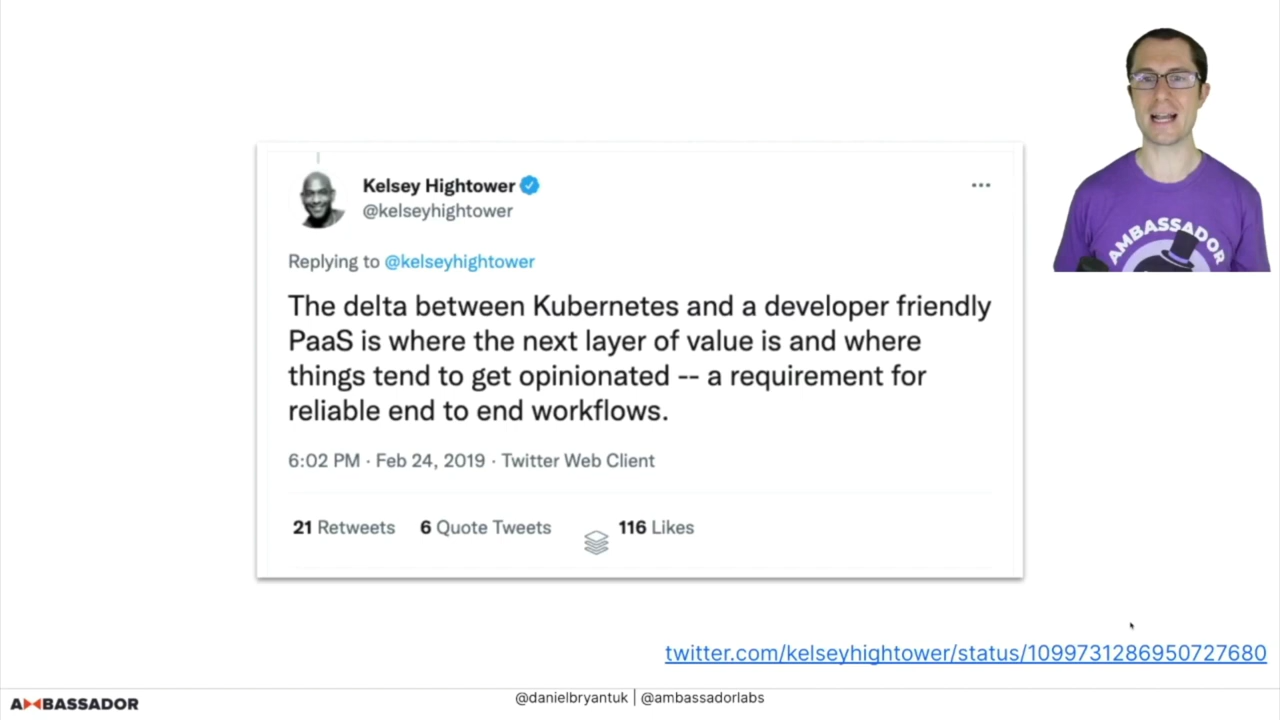 AMBASSADOR
Kelsey Hightower
@kelseyhightower
Replying to @kelseyhightower
The delta between Kubernetes and a developer friendly
PaaS is where the next layer of value is and where
things tend to get opinionated -- a requirement for
reliable end to end workflows.
6:02 PM · Feb 24, 2019 · Twitter Web Client
21 Retweets 6 Quote Tweets 116 Likes
twitter.com/kelseyhightower/status/1099731286950727680
AMBASSADOR
@danielbryantuk | @ambassadorlabs